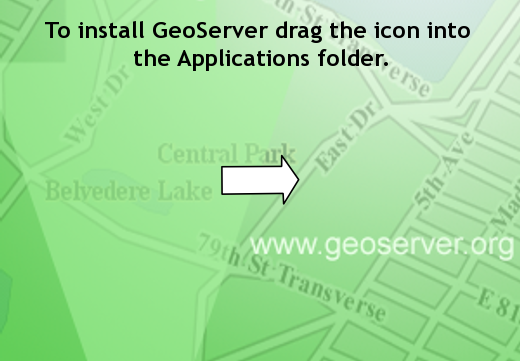 To install GeoServer drag the icon into
the Applications folder.
West Dr
Transverse
East Dr
Central Park
Belvedere Lake
5th Ave
www.geoserver.org
79th St Transverse
E 81